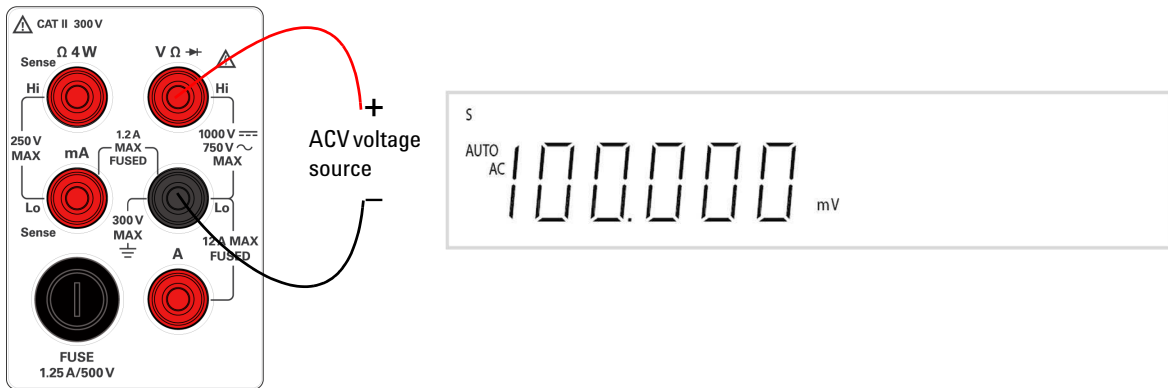 CAT II 300 V
Ω 4 W
V Ω
Sense
Hi
Hi
250 V
MAX
mA
1.2 A
MAX
FUSED
1000 V
750 V
MAX
Lo
Sense
300 V
MAX
Lo
A
12 A MAX
FUSED
FUSE
1.25 A/500 V
+
ACV voltage
source
–
S
AUTO
AC
100.000
mV